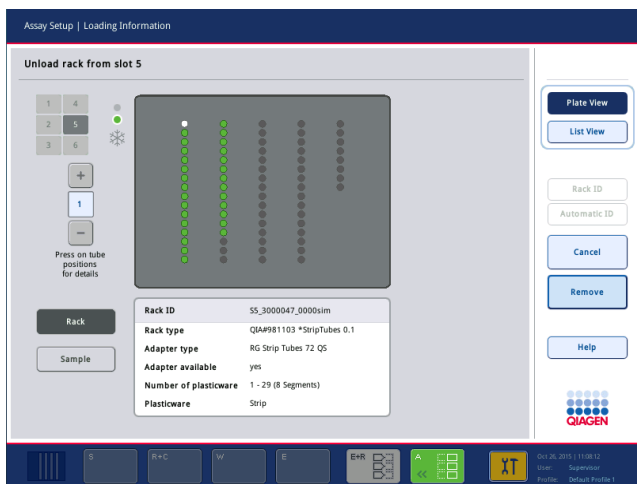 Assay Setup | Loading Information
Unload rack from slot 5
1 4
2 5
3 6
+
1
−
Press on tube
positions
for details
Rack
Sample
Rack ID S5_3000047_0000sim
Rack type QIA#981103 *StripTubes 0.1
Adapter type RG Strip Tubes 72 QS
Adapter available yes
Number of plasticware 1 - 29 (8 Segments)
Plasticware Strip
Plate View
List View
Rack ID
Automatic ID
Cancel
Remove
Help
QIAGEN
S R+C W E E+R A
Oct 26, 2015 | 11:08:12
User: Supervisor
Profile: Default Profile 1